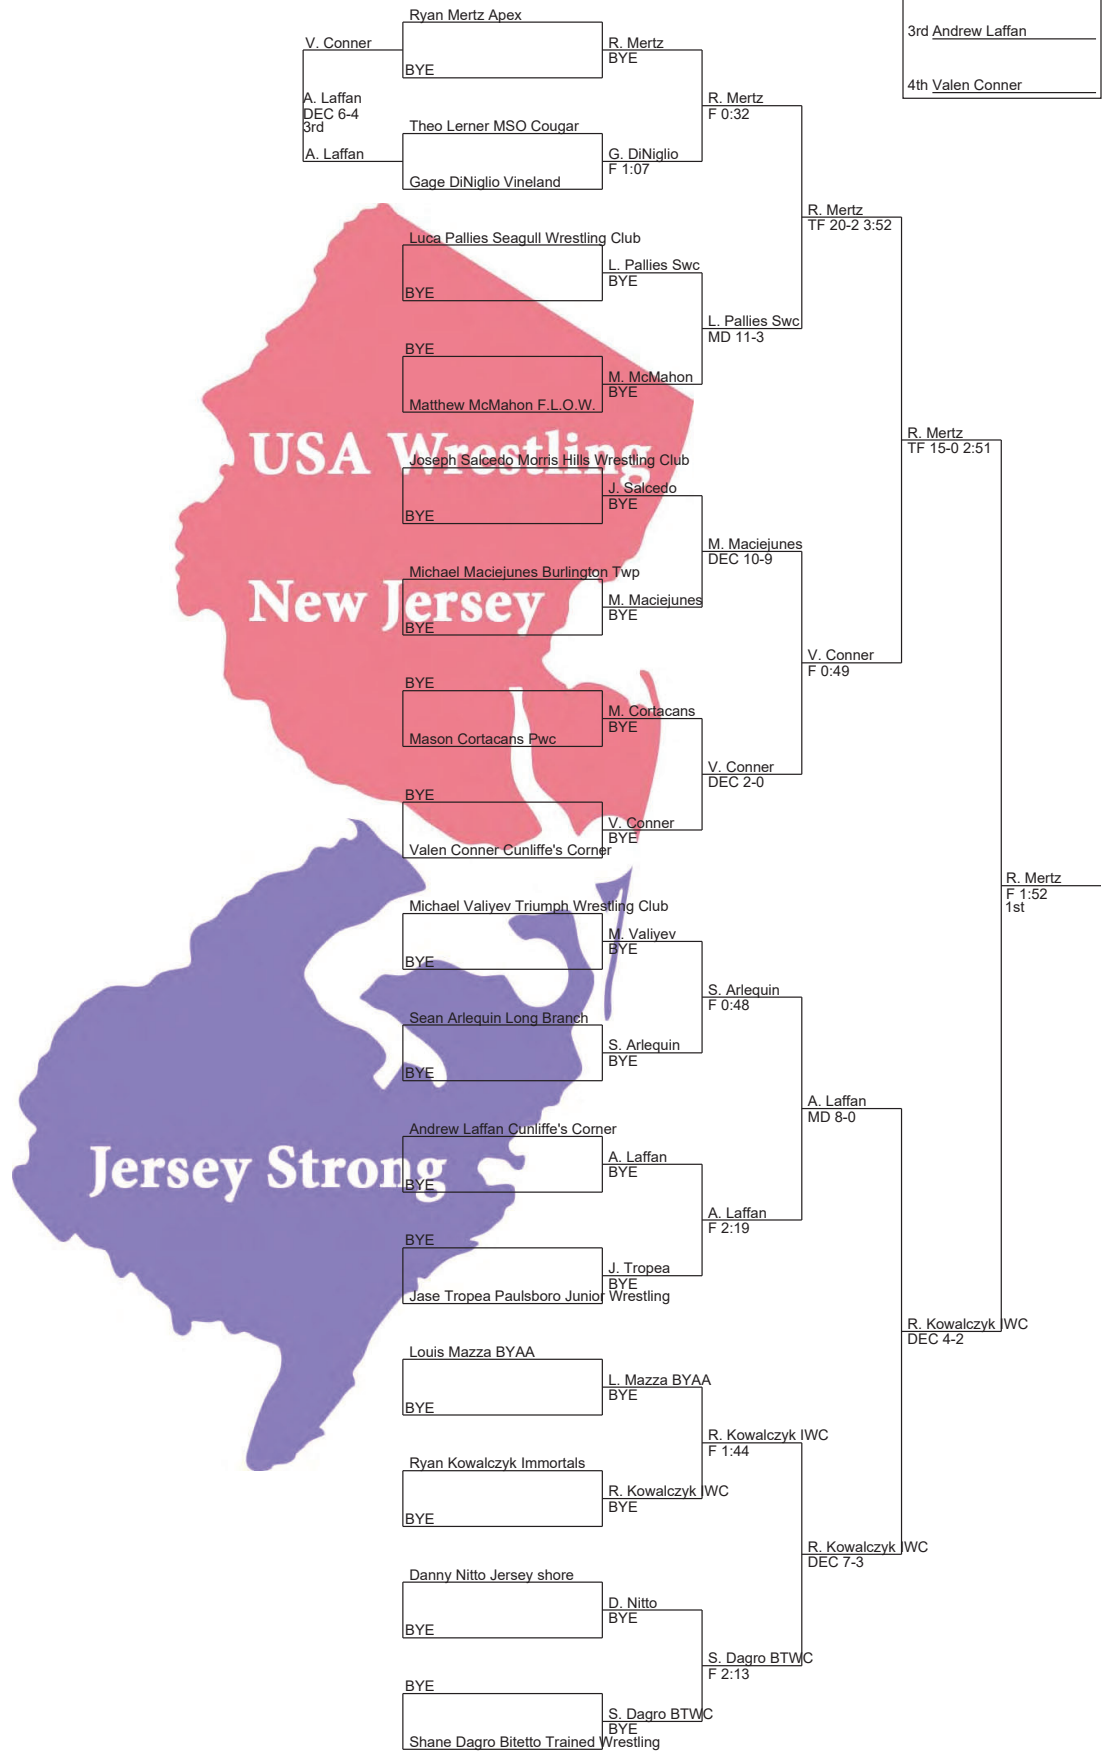 3rd Andrew Laffan
4th Valen Conner
V. Conner
A. Laffan
DEC 6-4
3rd
A. Laffan
Ryan Mertz Apex
BYE
R. Mertz
BYE
Theo Lerner MSO Cougar
Gage DiNiglio Vineland
G. DiNiglio
F 1:07
R. Mertz
F 0:32
Luca Pallies Seagull Wrestling Club
BYE
L. Pallies Swc
BYE
BYE
Matthew McMahon F.L.O.W.
M. McMahon
BYE
L. Pallies Swc
MD 11-3
R. Mertz
TF 20-2 3:52
USA Wrestling
New Jersey
Joseph Salcedo Morris Hills Wrestling Club
BYE
J. Salcedo
BYE
Michael Maciejunes Burlington Twp
BYE
M. Maciejunes
BYE
M. Maciejunes
DEC 10-9
BYE
Mason Cortacans Pwc
M. Cortacans
BYE
BYE
Valen Conner Cunliffe's Corner
V. Conner
BYE
V. Conner
DEC 2-0
V. Conner
F 0:49
R. Mertz
TF 15-0 2:51
Michael Valiyev Triumph Wrestling Club
BYE
M. Valiyev
BYE
Sean Arlequin Long Branch
BYE
S. Arlequin
BYE
S. Arlequin
F 0:48
Jersey Strong
Andrew Laffan Cunliffe's Corner
BYE
A. Laffan
BYE
BYE
Jase Tropea Paulsboro Junior Wrestling
J. Tropea
BYE
A. Laffan
F 2:19
A. Laffan
MD 8-0
Louis Mazza BYAA
BYE
L. Mazza BYAA
BYE
Ryan Kowalczyk Immortals
BYE
R. Kowalczyk IWC
BYE
R. Kowalczyk IWC
F 1:44
Danny Nitto Jersey shore
BYE
D. Nitto
BYE
BYE
Shane Dagro Bitetto Trained Wrestling
S. Dagro BTWC
BYE
S. Dagro BTWC
F 2:13
R. Kowalczyk IWC
DEC 7-3
R. Kowalczyk IWC
DEC 4-2
R. Mertz
F 1:52
1st